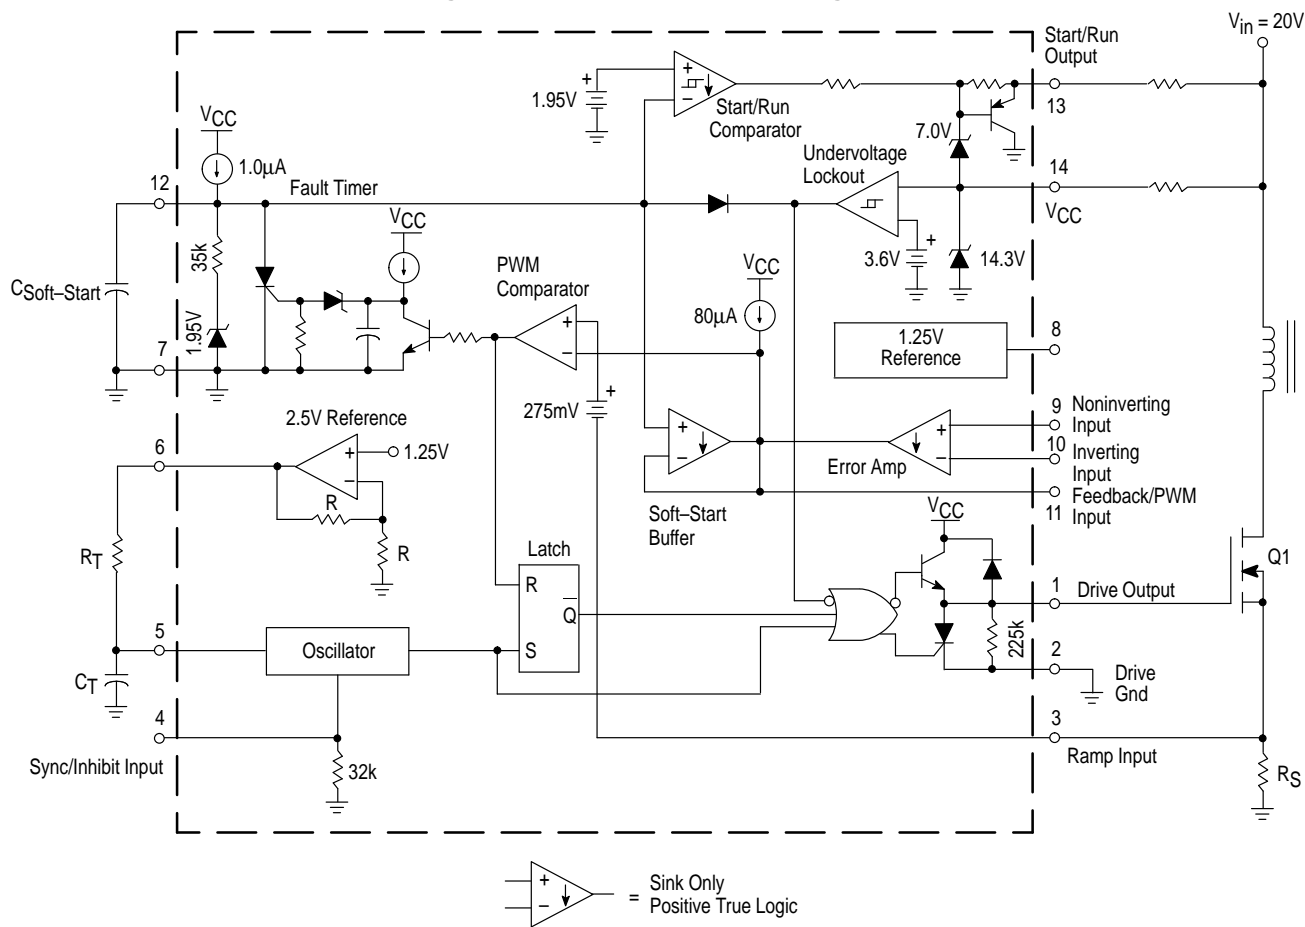 Vin = 20V
Start/Run
Output
13
1.95V
+
+
−
Start/Run
Comparator
7.0V
VCC
1.0µA
12
Fault Timer
Undervoltage
Lockout
14
VCC
VCC
35k
CSoft–Start
PWM
Comparator
VCC
3.6V
+
14.3V
80µA
1.95V
+
−
1.25V
Reference
8
7
275mV
+
2.5V Reference
9
Noninverting
Input
10
Inverting
Input
+
−
Error Amp
+
−
Soft–Start
Buffer
Feedback/PWM
11
Input
6
+
−
1.25V
R
R
RT
VCC
Latch
R
Q
S
Q1
1
Drive Output
225k
5
Oscillator
2
Drive
Gnd
CT
4
3
Sync/Inhibit Input
32k
Ramp Input
RS
+
−
=
Sink Only
Positive True Logic